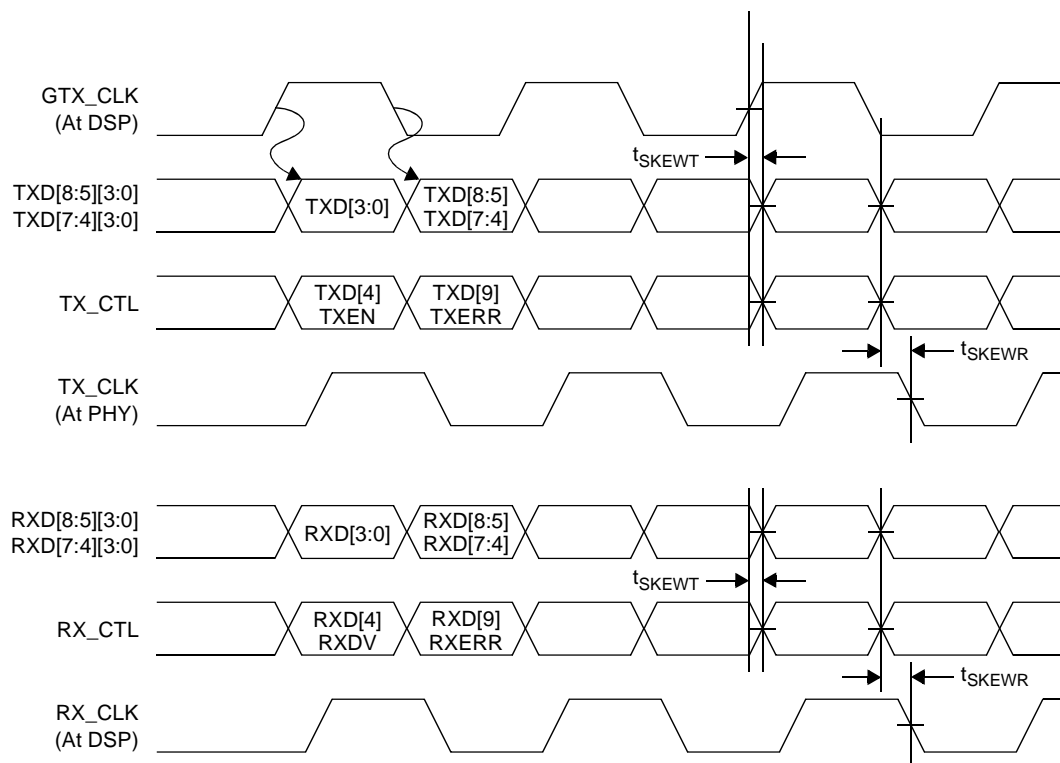 GTX_CLK
(At DSP)
tSKEWT
TXD[8:5][3:0]
TXD[7:4][3:0]
TXD[3:0]
TXD[8:5]
TXD[7:4]
TX_CTL
TXD[4]
TXEN
TXD[9]
TXERR
tSKEWR
TX_CLK
(At PHY)
RXD[8:5][3:0]
RXD[7:4][3:0]
RXD[3:0]
RXD[8:5]
RXD[7:4]
tSKEWT
RX_CTL
RXD[4]
RXDV
RXD[9]
RXERR
tSKEWR
RX_CLK
(At DSP)